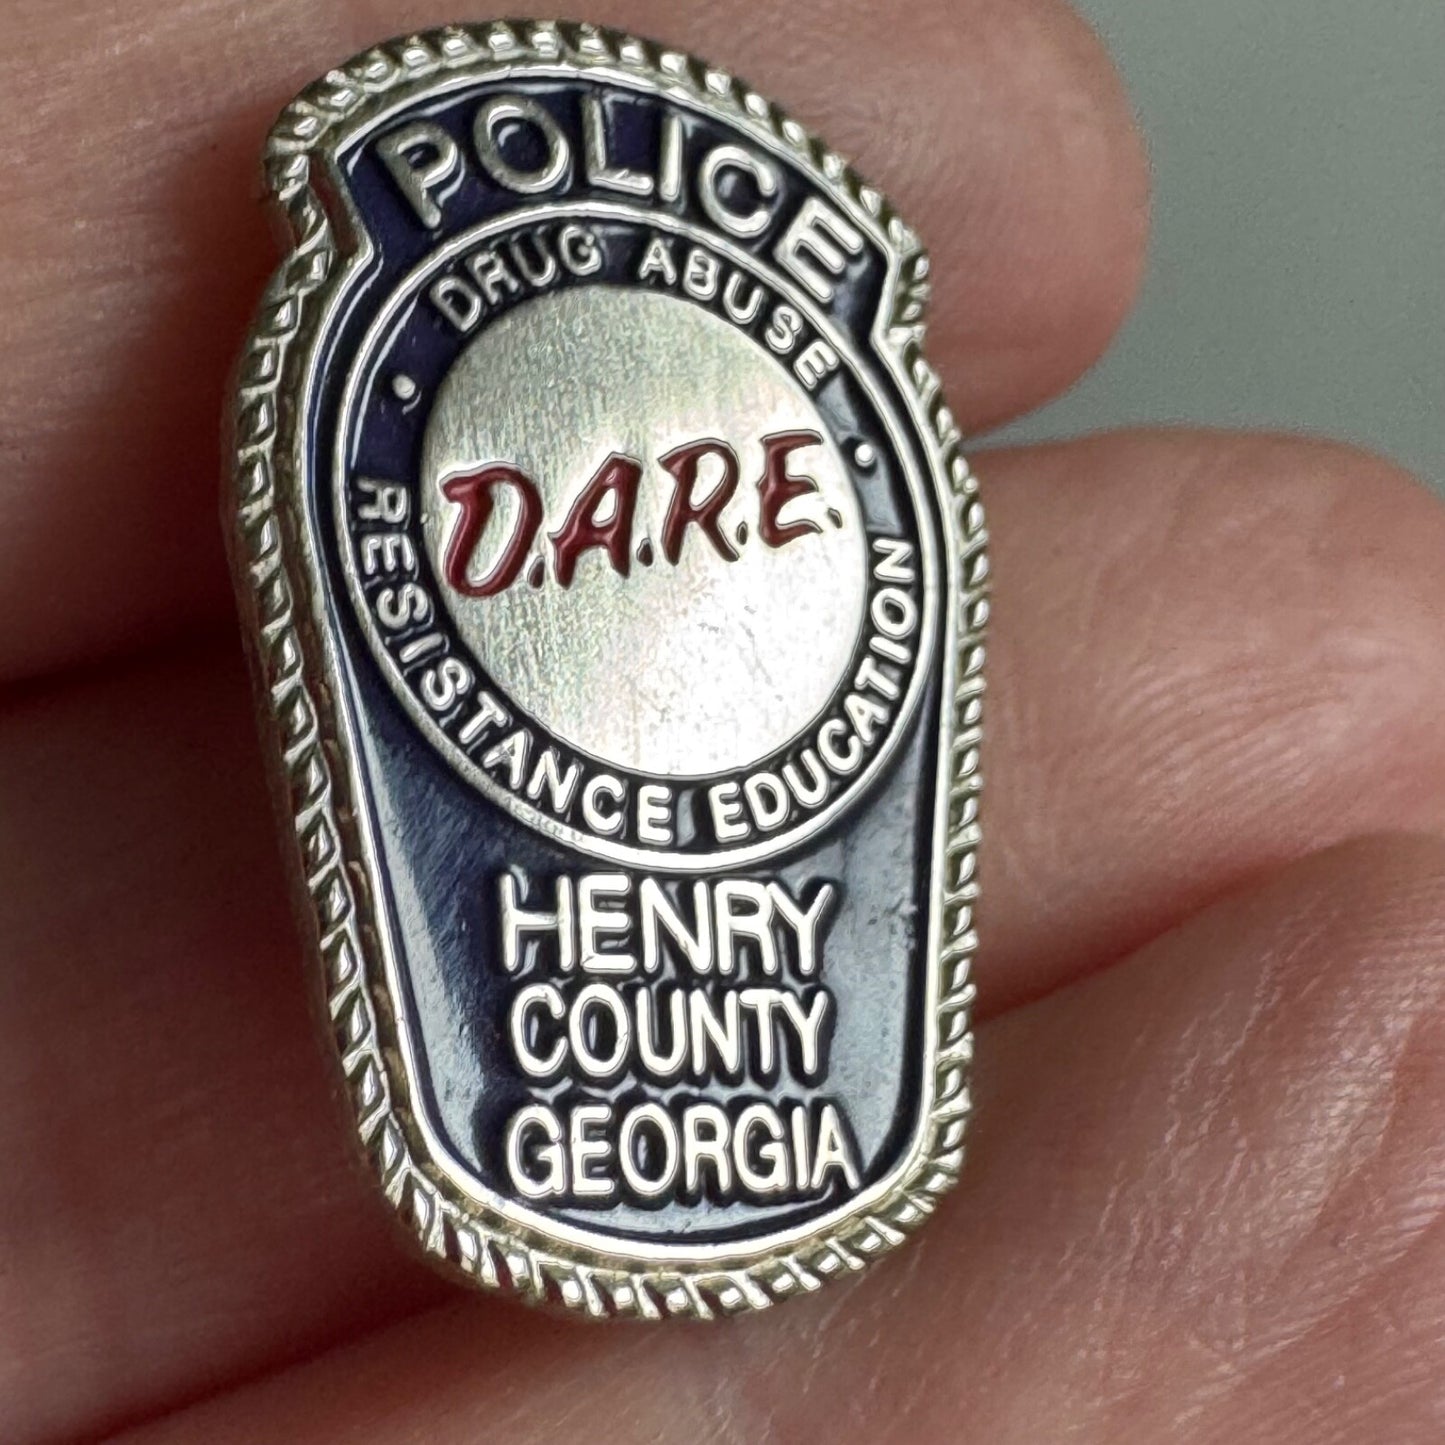 POLICE
DRUG ABUSE
D.A.R.E.
RESISTANCE EDUCATION
HENRY
COUNTY
GEORGIA